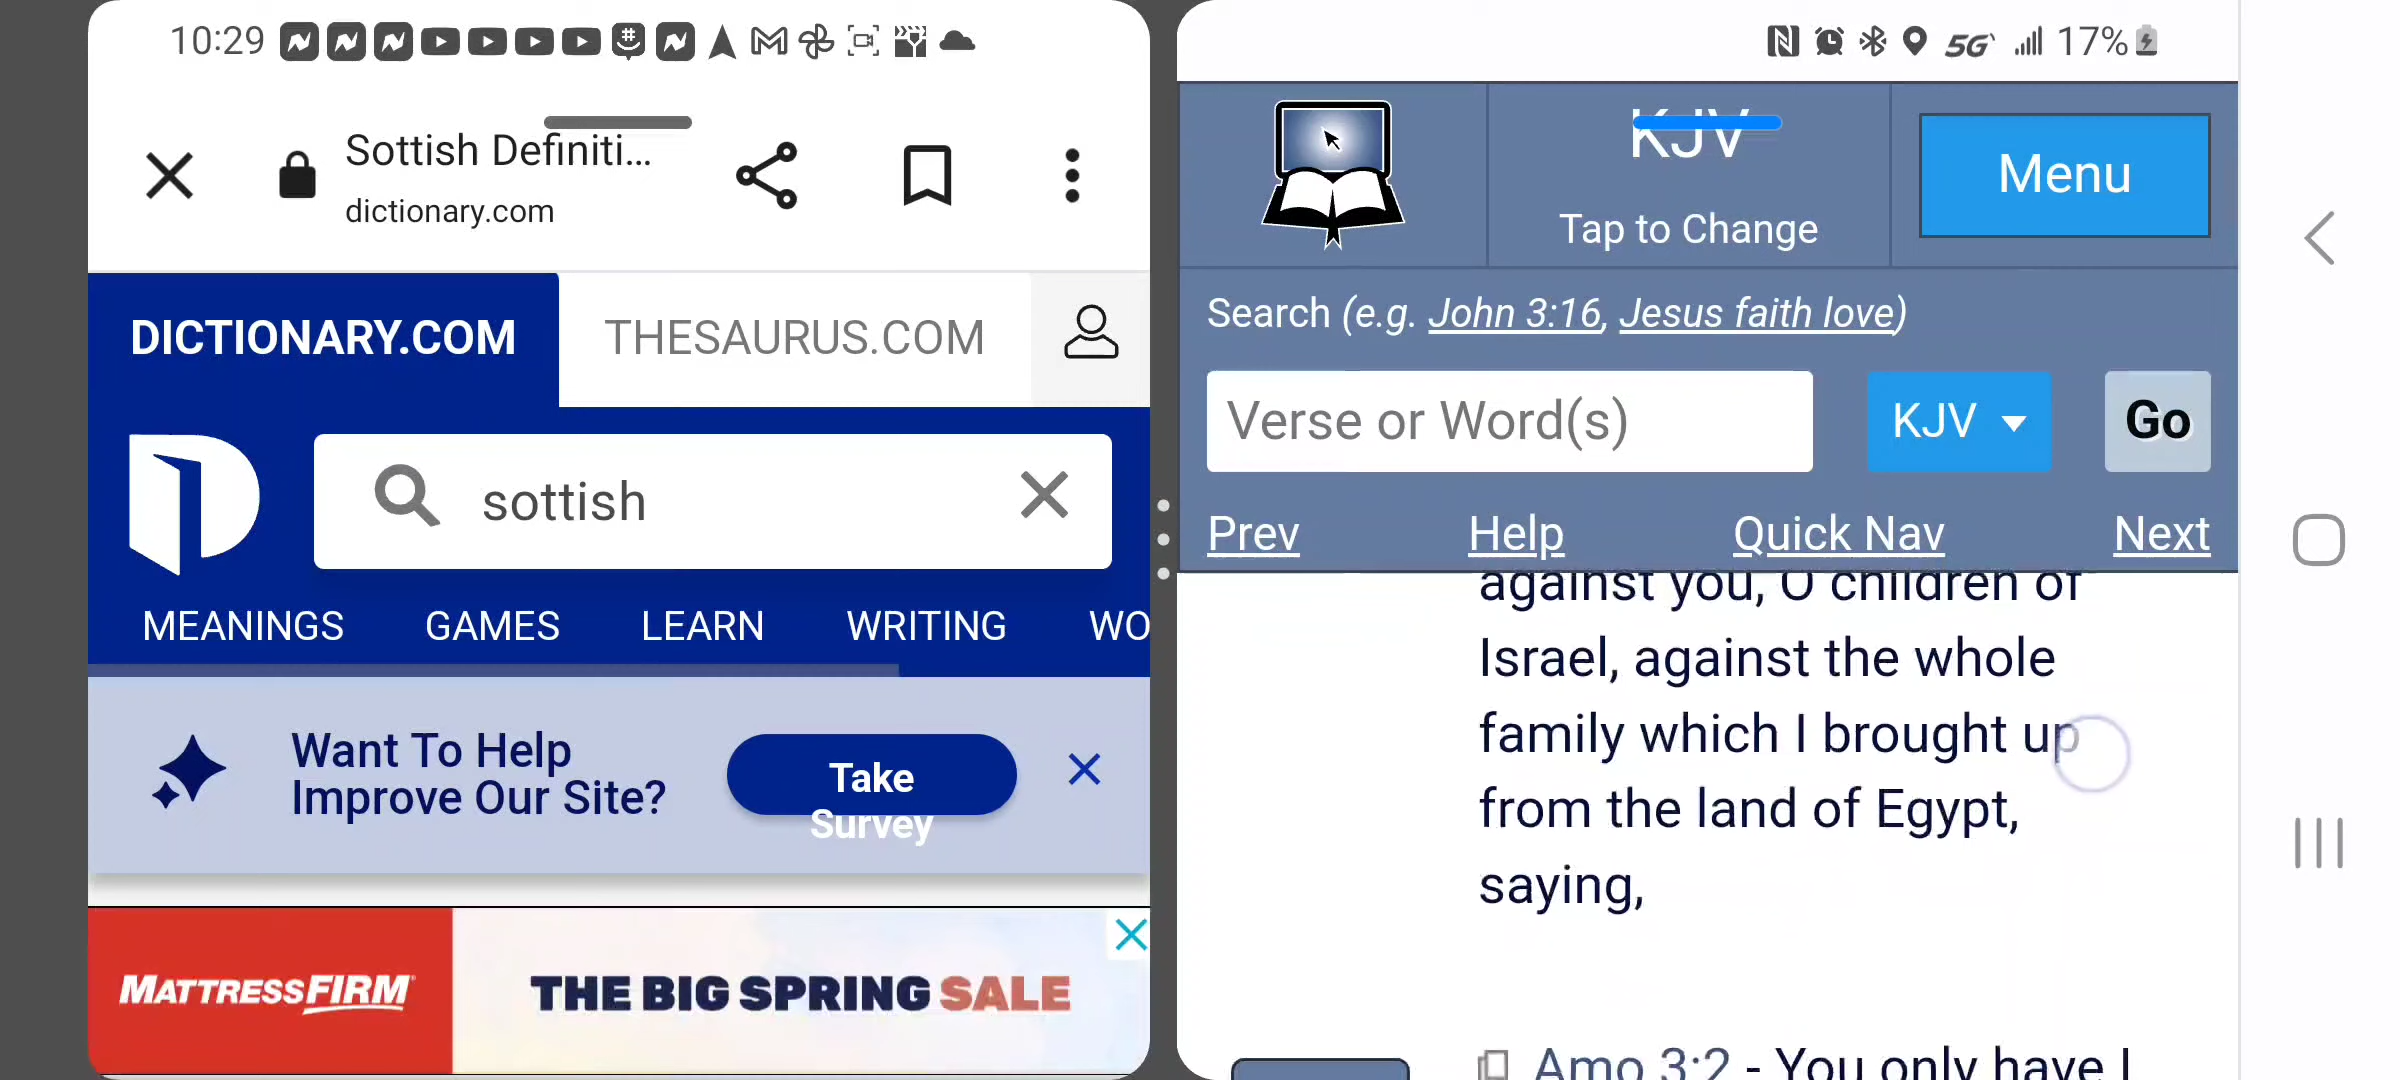 10:29
Sottish Definiti...
dictionary.com
DICTIONARY.COM
THESAURUS.COM
sottish
MEANINGS GAMES LEARN WRITING WO
Want To Help
Improve Our Site?
Take
Survey
MATTRESSFIRM
THE BIG SPRING SALE
5G 17%
KJV
Tap to Change
Menu
Search (e.g. John 3:16, Jesus faith love)
Verse or Word(s)
KJV
Go
Prev Help Quick Nav Next
against you, O children of
Israel, against the whole
family which I brought up
from the land of Egypt,
saying,
Amo 3:2 - You only have I